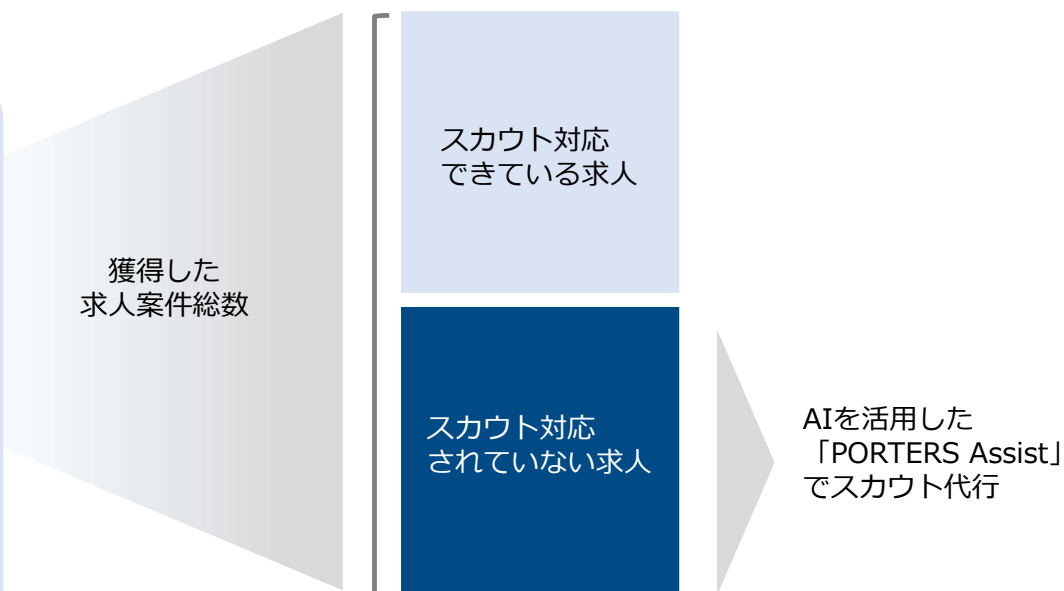 獲得した
求人案件総数
スカウト対応
できている求人
スカウト対応
されていない求人
AIを活用した
「PORTERS Assist」
でスカウト代行